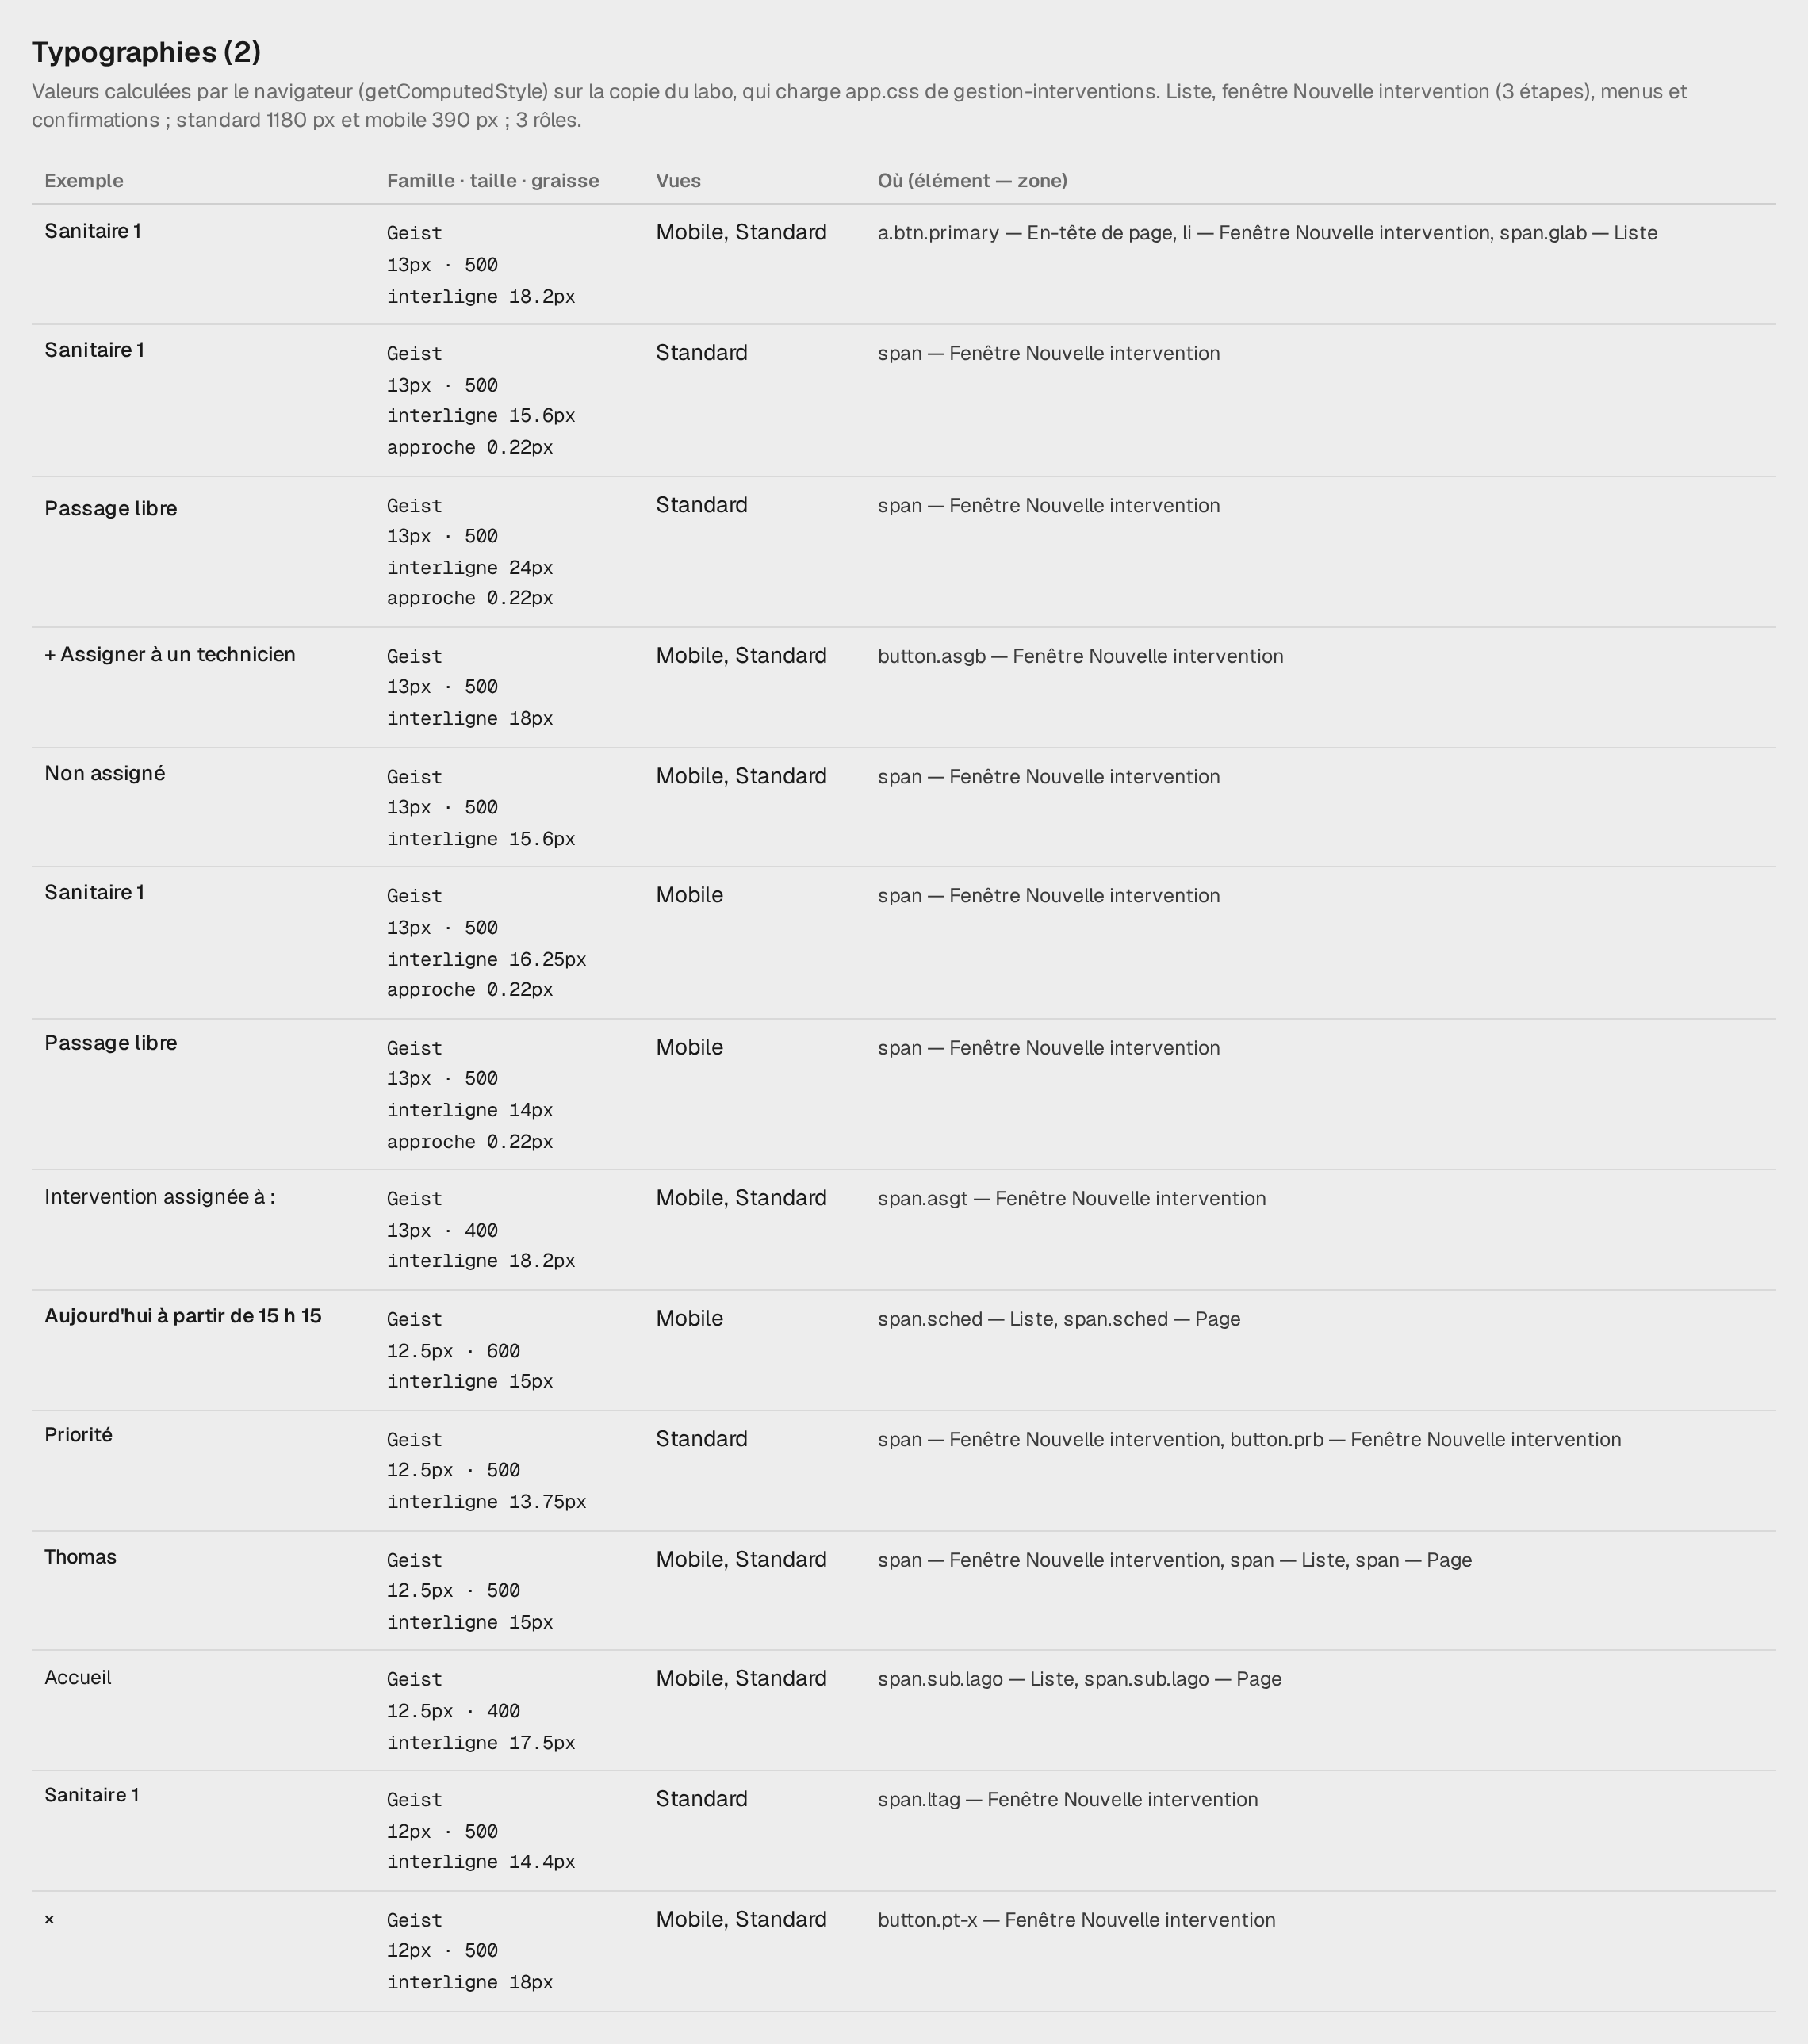 Typographies (2)
Valeurs calculées par le navigateur (getComputedStyle) sur la copie du labo, qui charge app.css de gestion-interventions. Liste, fenêtre Nouvelle intervention (3 étapes), menus et
confirmations ; standard 1180 px et mobile 390 px ; 3 rôles.
Exemple Famille · taille · graisse Vues Où (élément — zone)
Sanitaire 1 Geist Mobile, Standard a.btn.primary — En-tête de page, li — Fenêtre Nouvelle intervention, span.glab — Liste
13px · 500
interligne 18.2px
Sanitaire 1 Geist Standard span — Fenêtre Nouvelle intervention
13px · 500
interligne 15.6px
approche 0.22px
Passage libre Geist Standard span — Fenêtre Nouvelle intervention
13px · 500
interligne 24px
approche 0.22px
+ Assigner à un technicien Geist Mobile, Standard button.asgb — Fenêtre Nouvelle intervention
13px · 500
interligne 18px
Non assigné Geist Mobile, Standard span — Fenêtre Nouvelle intervention
13px · 500
interligne 15.6px
Sanitaire 1 Geist Mobile span — Fenêtre Nouvelle intervention
13px · 500
interligne 16.25px
approche 0.22px
Passage libre Geist Mobile span — Fenêtre Nouvelle intervention
13px · 500
interligne 14px
approche 0.22px
Intervention assignée à : Geist Mobile, Standard span.asgt — Fenêtre Nouvelle intervention
13px · 400
interligne 18.2px
Aujourd'hui à partir de 15 h 15 Geist Mobile span.sched — Liste, span.sched — Page
12.5px · 600
interligne 15px
Priorité Geist Standard span — Fenêtre Nouvelle intervention, button.prb — Fenêtre Nouvelle intervention
12.5px · 500
interligne 13.75px
Thomas Geist Mobile, Standard span — Fenêtre Nouvelle intervention, span — Liste, span — Page
12.5px · 500
interligne 15px
Accueil Geist Mobile, Standard span.sub.lago — Liste, span.sub.lago — Page
12.5px · 400
interligne 17.5px
Sanitaire 1 Geist Standard span.ltag — Fenêtre Nouvelle intervention
12px · 500
interligne 14.4px
× Geist Mobile, Standard button.pt-x — Fenêtre Nouvelle intervention
12px · 500
interligne 18px